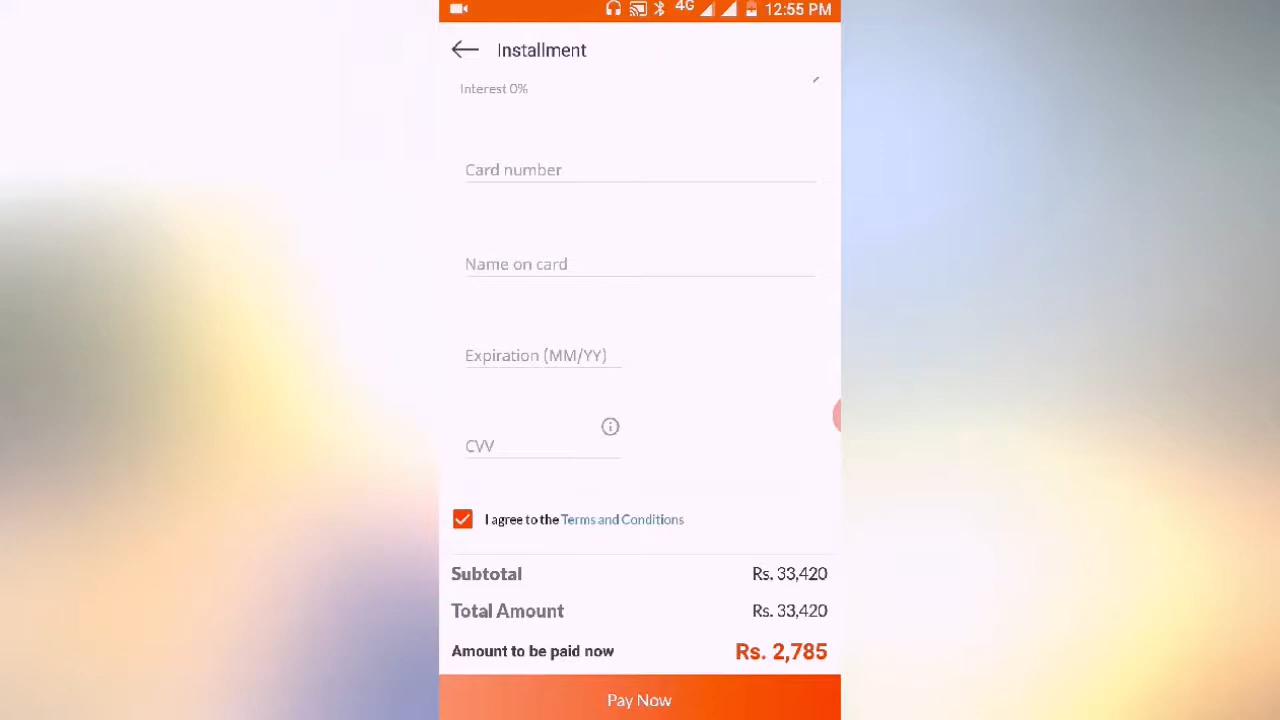 4G 12:55 PM
Installment
Interest 0%
Card number
Name on card
Expiration (MM/YY)
CVV
I agree to the Terms and Conditions
Subtotal Rs. 33,420
Total Amount Rs. 33,420
Amount to be paid now Rs. 2,785
Pay Now